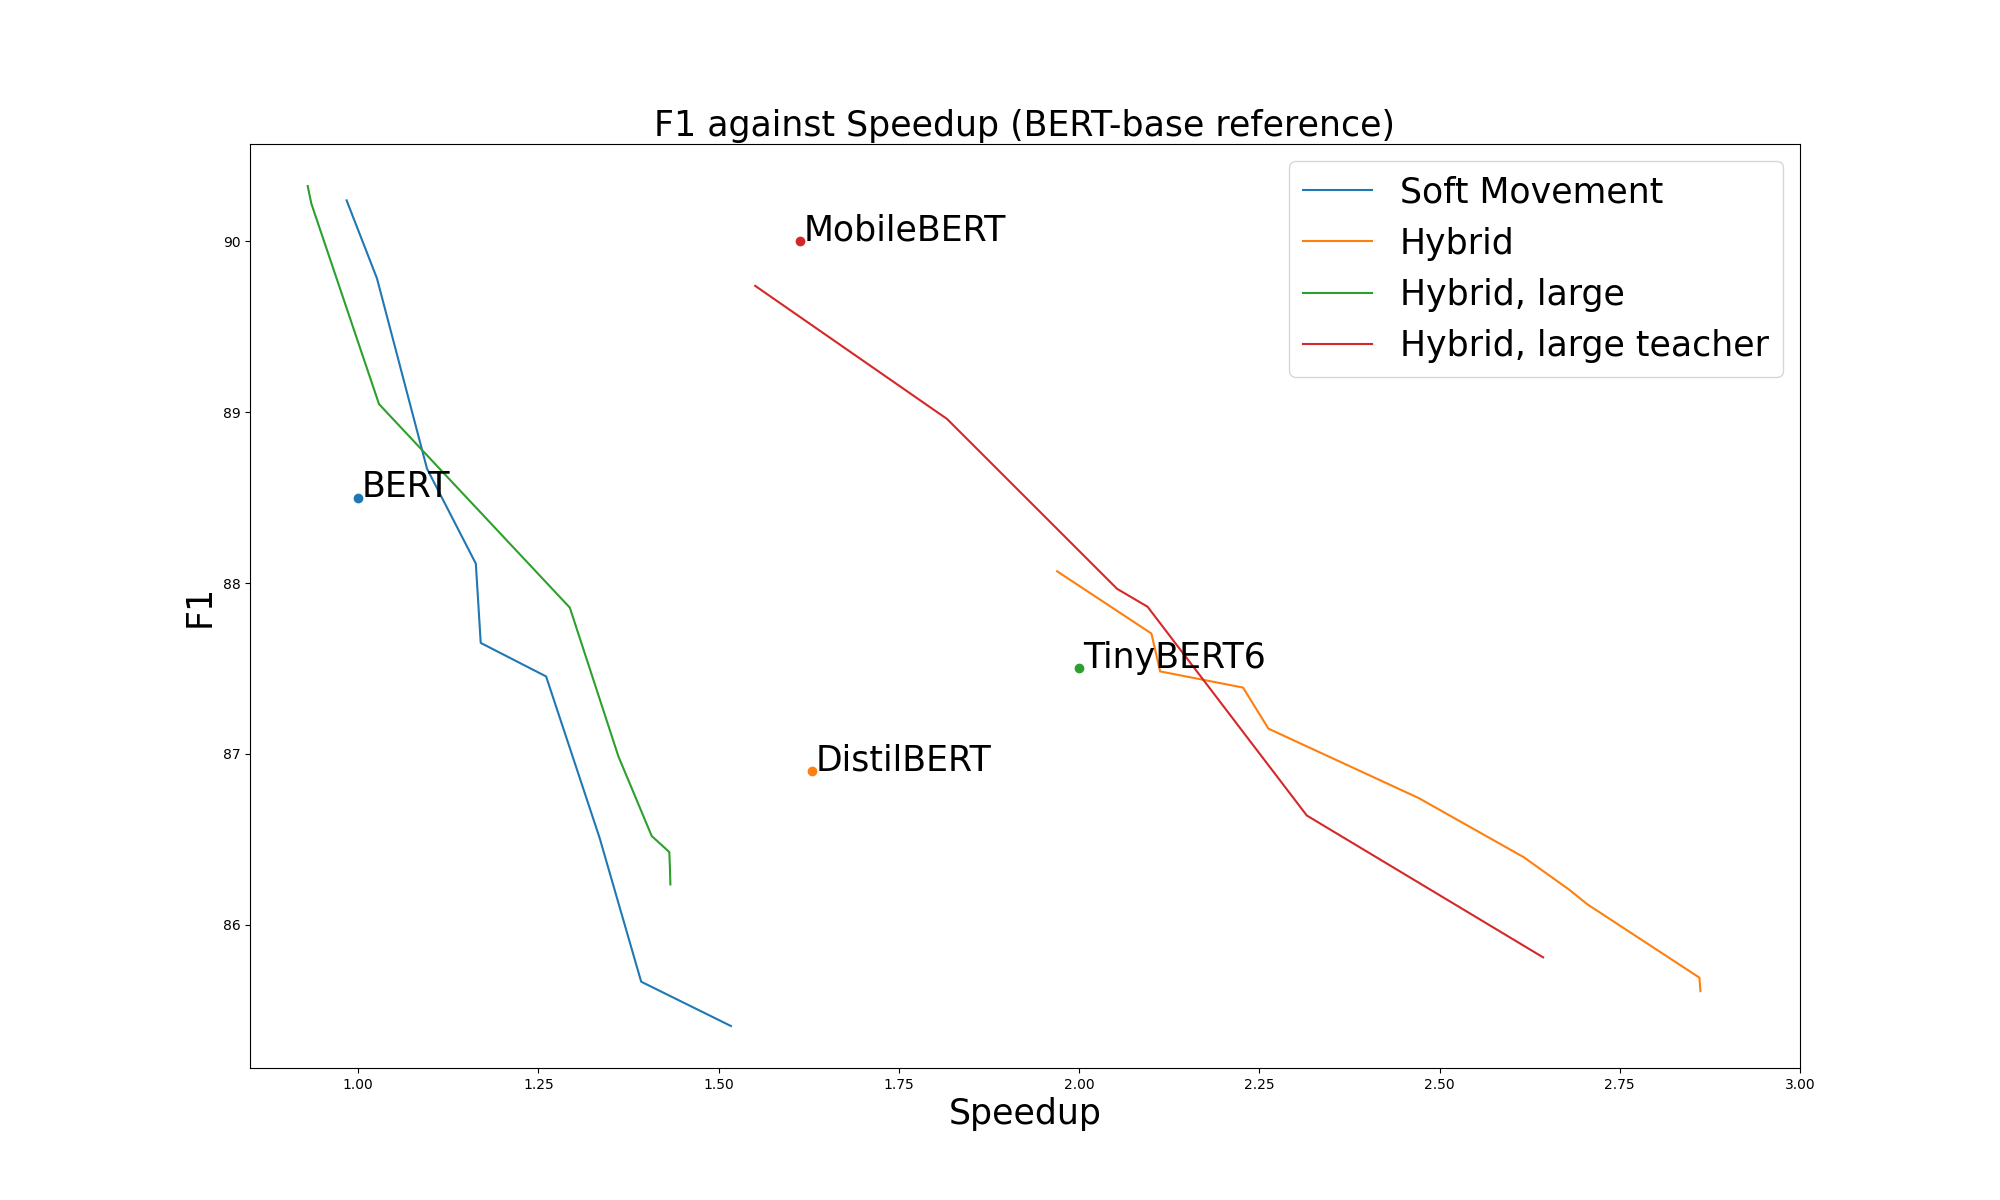 F1 against Speedup (BERT-base reference)
Soft Movement
Hybrid
Hybrid, large
Hybrid, large teacher
MobileBERT
BERT
TinyBERT6
DistilBERT
F1
90
89
88
87
86
1.00 1.25 1.50 1.75 2.00 2.25 2.50 2.75 3.00
Speedup